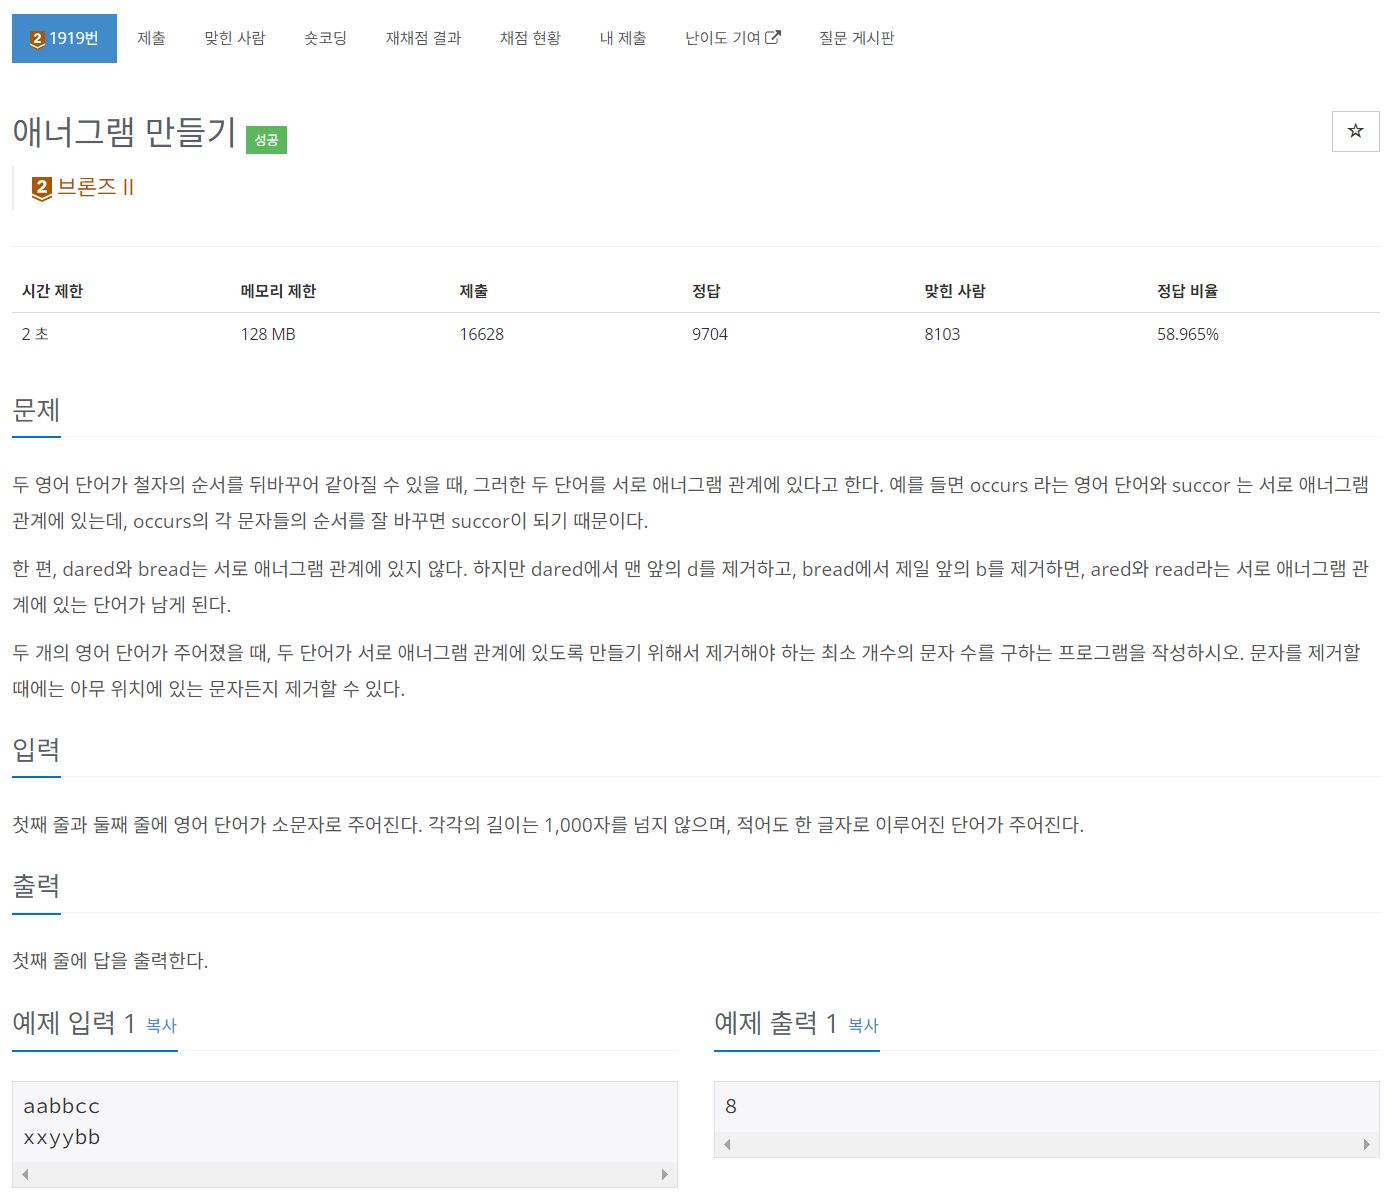 2 1919번 제출 맞힌 사람 숏코딩 재채점 결과 채점 현황 내 제출 난이도 기여 질문 게시판
애너그램 만들기 성공
2 브론즈 II
시간 제한 메모리 제한 제출 정답 맞힌 사람 정답 비율
2 초 128 MB 16628 9704 8103 58.965%
문제
두 영어 단어가 철자의 순서를 뒤바꾸어 같아질 수 있을 때, 그러한 두 단어를 서로 애너그램 관계에 있다고 한다. 예를 들면 occurs 라는 영어 단어와 succor 는 서로 애너그램
관계에 있는데, occurs의 각 문자들의 순서를 잘 바꾸면 succor이 되기 때문이다.
한 편, dared와 bread는 서로 애너그램 관계에 있지 않다. 하지만 dared에서 맨 앞의 d를 제거하고, bread에서 제일 앞의 b를 제거하면, ared와 read라는 서로 애너그램 관
계에 있는 단어가 남게 된다.
두 개의 영어 단어가 주어졌을 때, 두 단어가 서로 애너그램 관계에 있도록 만들기 위해서 제거해야 하는 최소 개수의 문자 수를 구하는 프로그램을 작성하시오. 문자를 제거할
때에는 아무 위치에 있는 문자든지 제거할 수 있다.
입력
첫째 줄과 둘째 줄에 영어 단어가 소문자로 주어진다. 각각의 길이는 1,000자를 넘지 않으며, 적어도 한 글자로 이루어진 단어가 주어진다.
출력
첫째 줄에 답을 출력한다.
예제 입력 1 복사
aabbcc
xxyybb
예제 출력 1 복사
8